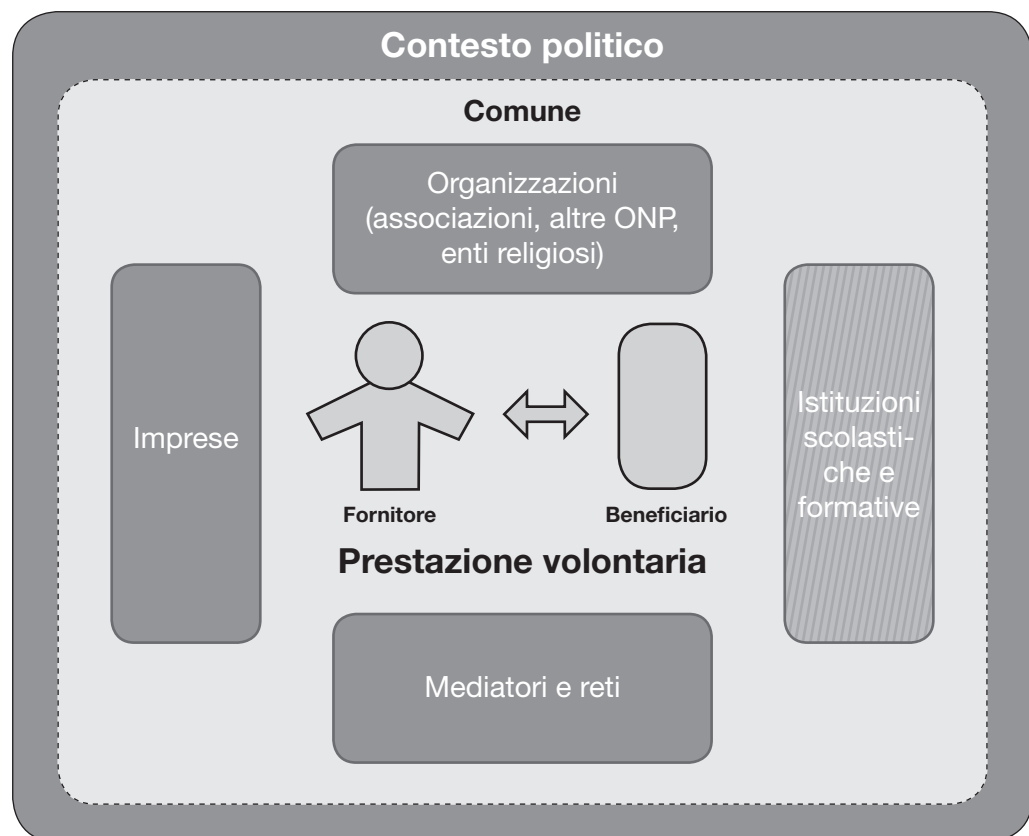 Contesto politico
Comune
Organizzazioni
(associazioni, altre ONP,
enti religiosi)
Imprese
Istituzioni
scolasti-
che e
formative
Fornitore
Beneficiario
Prestazione volontaria
Mediatori e reti